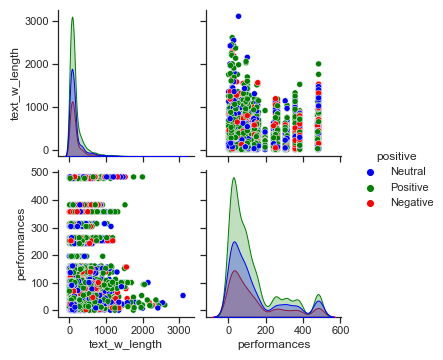 3000
2000
1000
0
text_w_length
positive
Neutral
Positive
Negative
500
400
300
200
100
0
performances
0
1000
2000
3000
text_w_length
0
200
400
600
performances